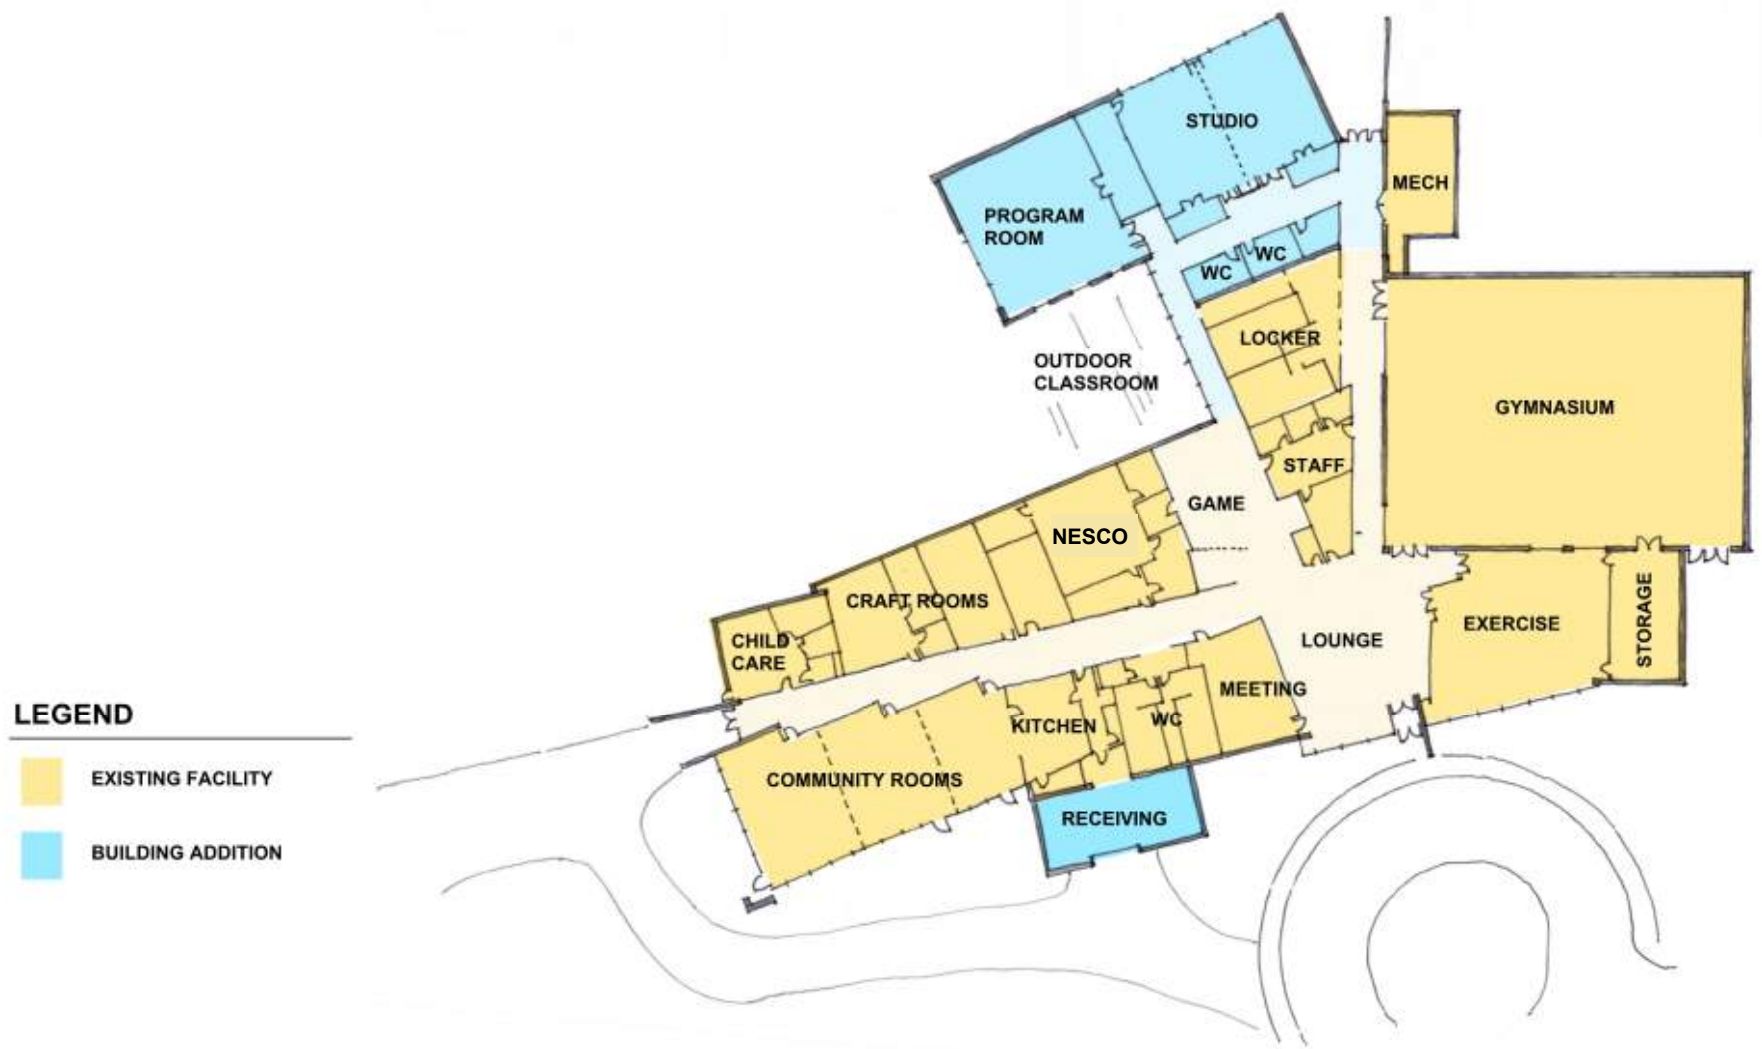 STUDIO
MECH
PROGRAM
ROOM
WC
WC
LOCKER
OUTDOOR
CLASSROOM
GYMNASIUM
STAFF
GAME
NESCO
CRAFT ROOMS
CHILD
CARE
LOUNGE
EXERCISE
STORAGE
MEETING
KITCHEN
WC
COMMUNITY ROOMS
RECEIVING
LEGEND
EXISTING FACILITY
BUILDING ADDITION